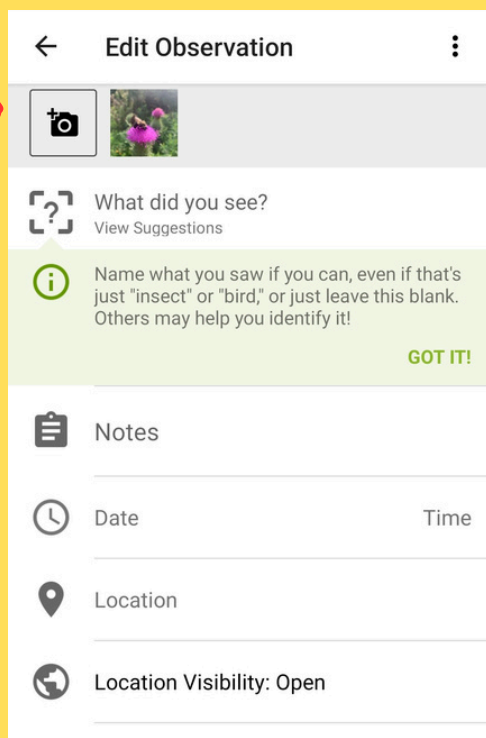 Edit Observation
What did you see?
View Suggestions
Name what you saw if you can, even if that's
just "insect" or "bird," or just leave this blank.
Others may help you identify it!
GOT IT!
Notes
Date Time
Location
Location Visibility: Open